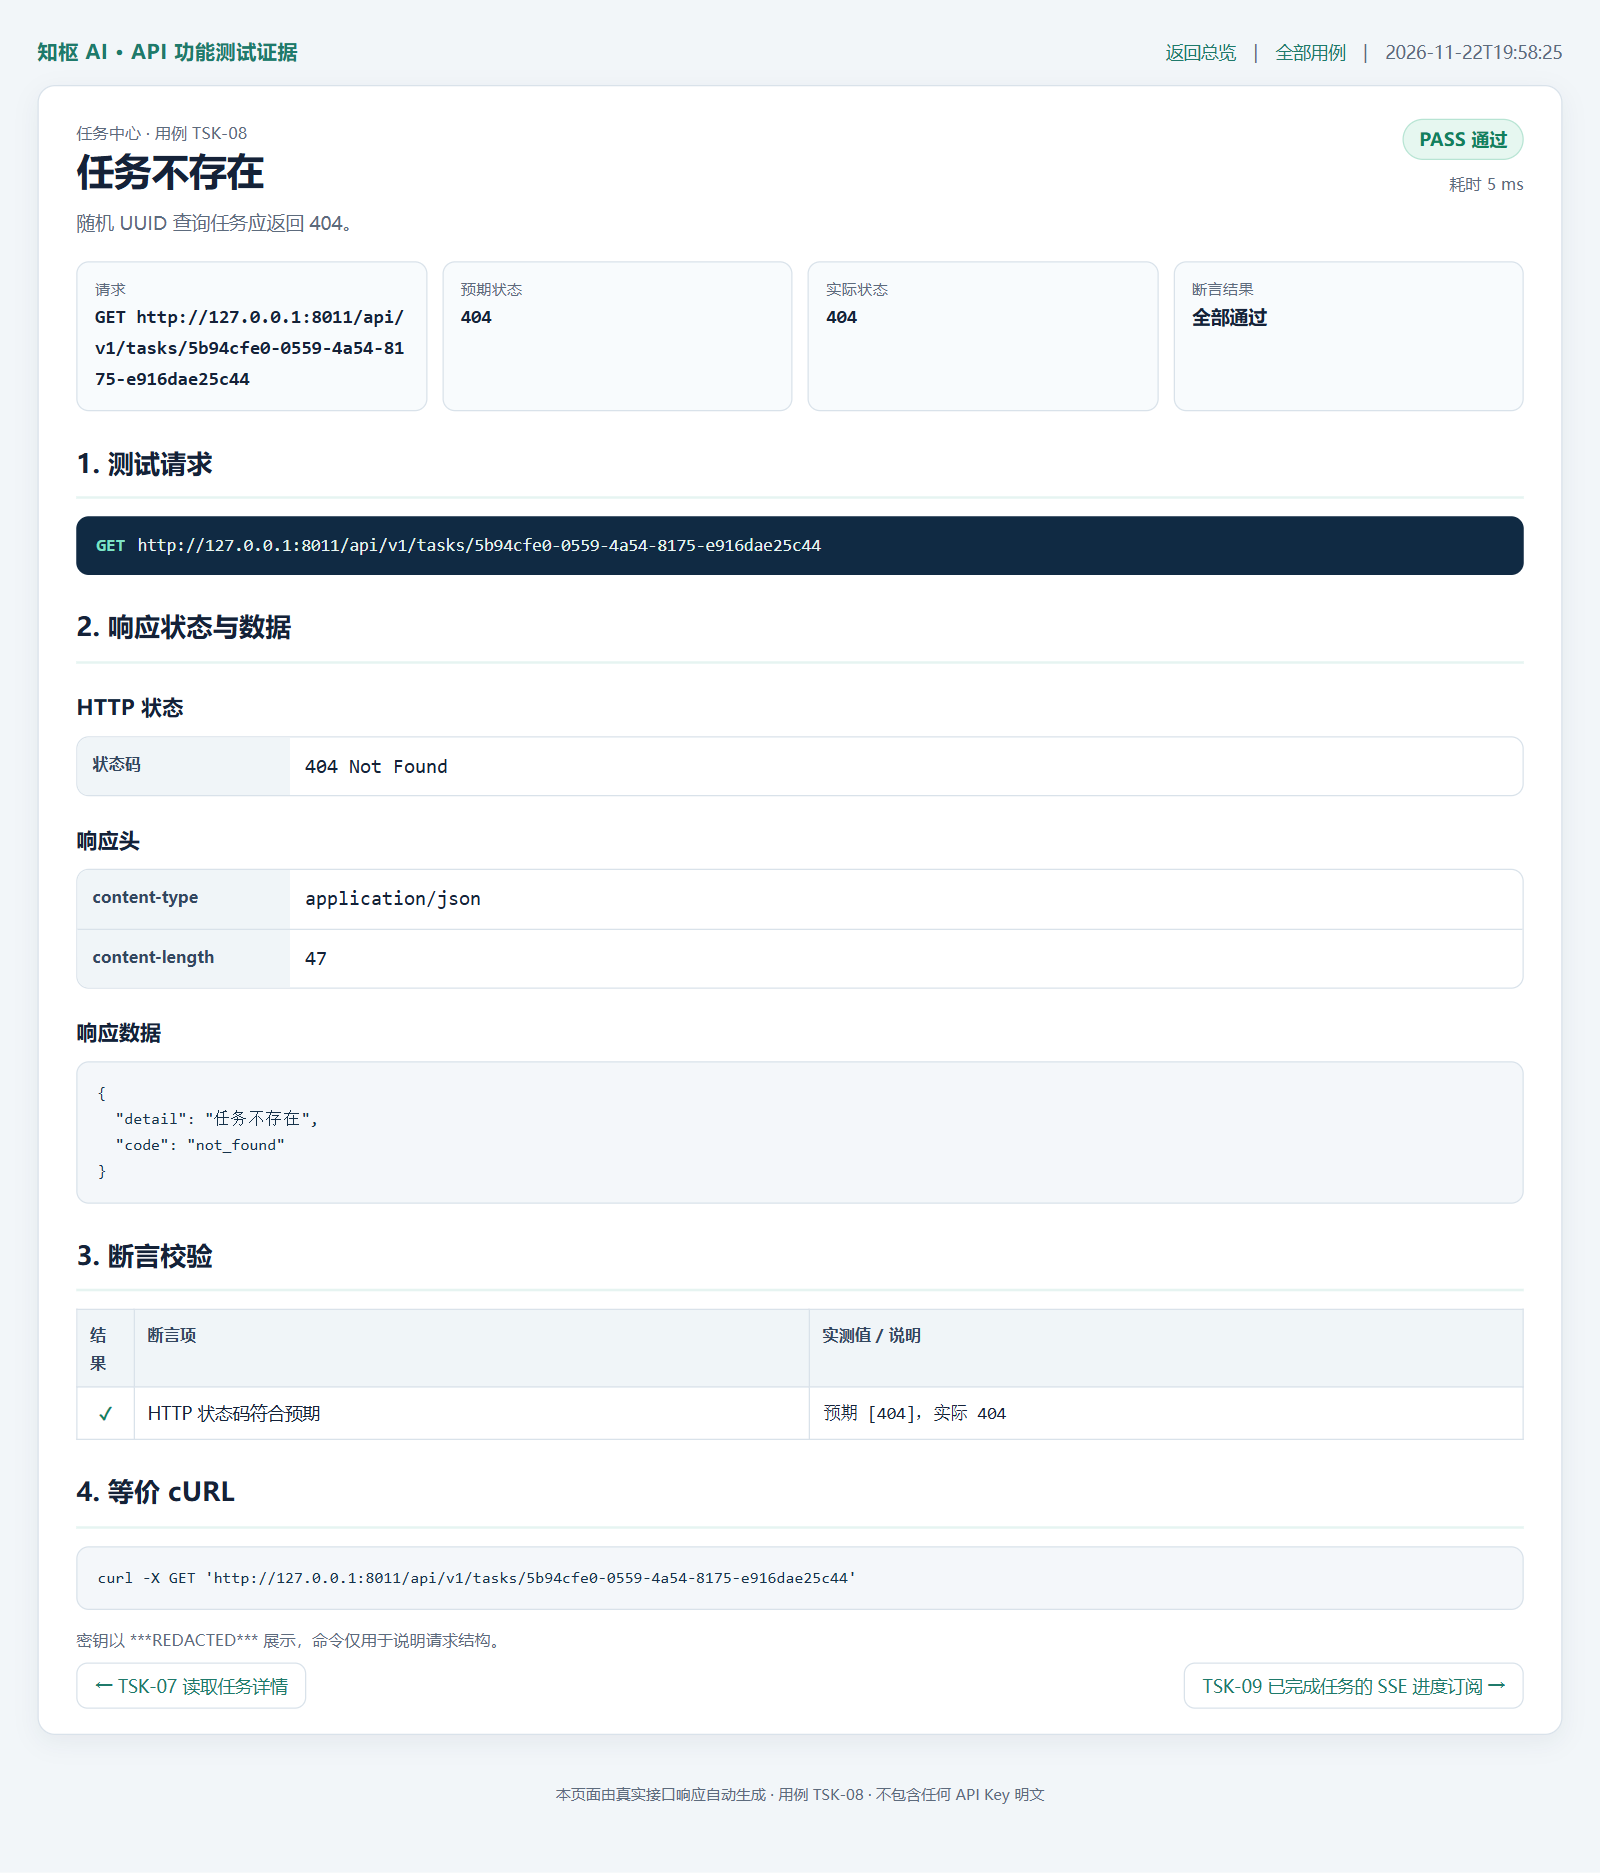 知枢 AI · API 功能测试证据
返回总览 | 全部用例 | 2026-11-22T19:58:25
任务中心 · 用例 TSK-08
任务不存在
随机 UUID 查询任务应返回 404。
PASS 通过
耗时 5 ms
请求
GET http://127.0.0.1:8011/api/
v1/tasks/5b94cfe0-0559-4a54-81
75-e916dae25c44
预期状态
404
实际状态
404
断言结果
全部通过
1. 测试请求
GET http://127.0.0.1:8011/api/v1/tasks/5b94cfe0-0559-4a54-8175-e916dae25c44
2. 响应状态与数据
HTTP 状态
状态码 404 Not Found
响应头
content-type application/json
content-length 47
响应数据
{
"detail": "任务不存在",
"code": "not_found"
}
3. 断言校验
结
果
断言项
实测值 / 说明
✓ HTTP 状态码符合预期 预期 [404]，实际 404
4. 等价 cURL
curl -X GET 'http://127.0.0.1:8011/api/v1/tasks/5b94cfe0-0559-4a54-8175-e916dae25c44'
密钥以 ***REDACTED*** 展示，命令仅用于说明请求结构。
← TSK-07 读取任务详情
TSK-09 已完成任务的 SSE 进度订阅 →
本页面由真实接口响应自动生成 · 用例 TSK-08 · 不包含任何 API Key 明文